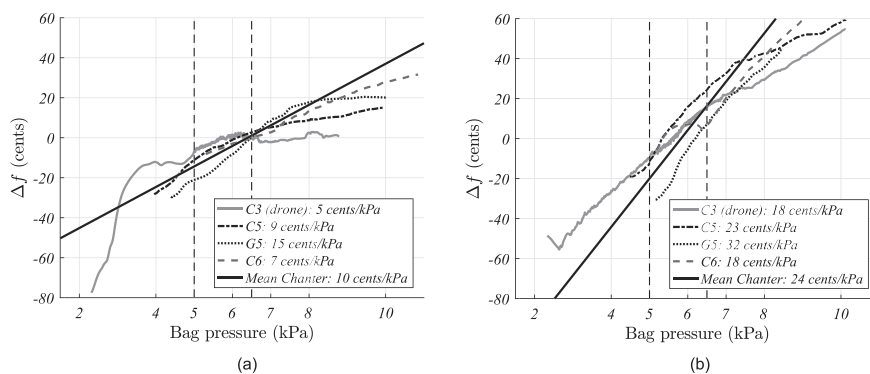 60
40
20
0
-20
-40
-60
-80
Δf (cents)
C3 (drone): 5 cents/kPa
C5: 9 cents/kPa
G5: 15 cents/kPa
C6: 7 cents/kPa
Mean Chanter: 10 cents/kPa
2 4 5 6 7 8 10
Bag pressure (kPa)
(a)
60
40
20
0
-20
-40
-60
-80
Δf (cents)
C3 (drone): 18 cents/kPa
C5: 23 cents/kPa
G5: 32 cents/kPa
C6: 18 cents/kPa
Mean Chanter: 24 cents/kPa
2 4 5 6 7 8 10
Bag pressure (kPa)
(b)